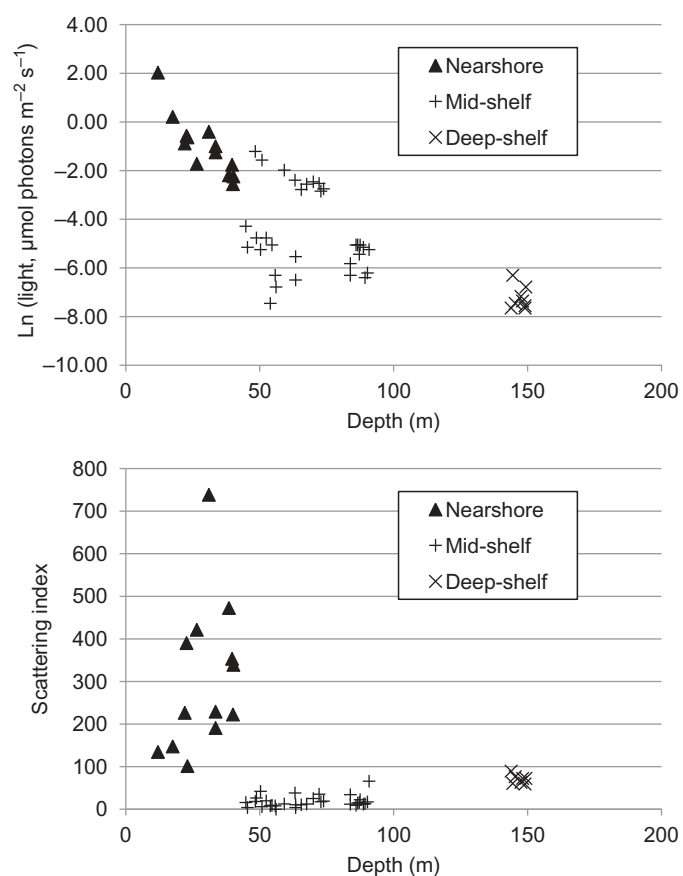 4.00
2.00
0.00
–2.00
–4.00
–6.00
–8.00
–10.00
Ln (light, µmol photons m⁻² s⁻¹)
Nearshore
Mid-shelf
Deep-shelf
0 50 100 150 200
Depth (m)
800
700
600
500
400
300
200
100
0
Scattering index
Nearshore
Mid-shelf
Deep-shelf
0 50 100 150 200
Depth (m)